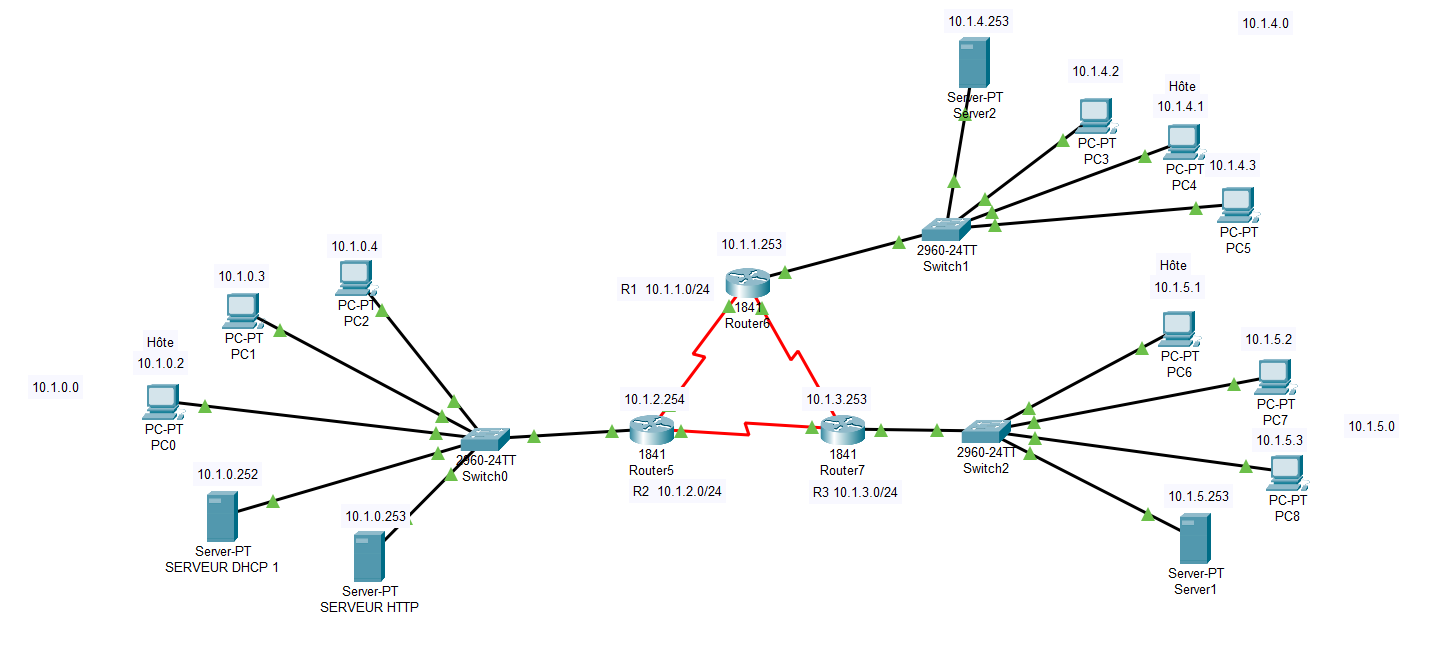 10.1.4.253
10.1.4.0
Server-PT
Server2
10.1.4.2
PC-PT
PC3
Hôte
10.1.4.1
PC-PT
PC4
10.1.4.3
PC-PT
PC5
2960-24TT
Switch1
10.1.1.253
R1 10.1.1.0/24
1841
Router6
10.1.0.4
PC-PT
PC2
10.1.0.3
PC-PT
PC1
Hôte
10.1.0.2
PC-PT
PC0
10.1.0.0
2960-24TT
Switch0
10.1.0.252
Server-PT
SERVEUR DHCP 1
10.1.0.253
Server-PT
SERVEUR HTTP
10.1.2.254
1841
Router5
R2 10.1.2.0/24
10.1.3.253
1841
Router7
R3 10.1.3.0/24
2960-24TT
Switch2
Hôte
10.1.5.1
PC-PT
PC6
10.1.5.2
PC-PT
PC7
10.1.5.3
PC-PT
PC8
10.1.5.0
10.1.5.253
Server-PT
Server1